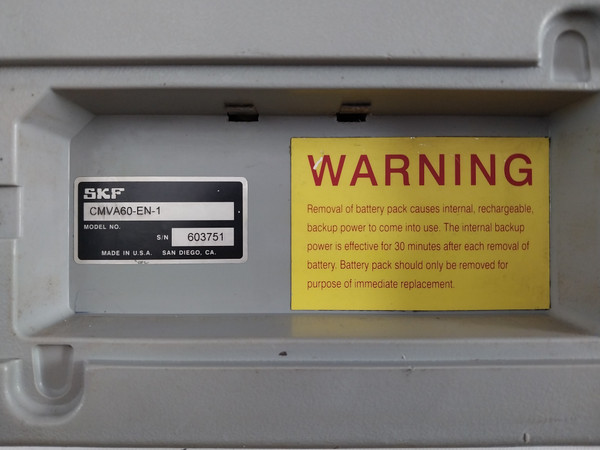 SKF
CMVA60-EN-1
MODEL NO.
S/N 603751
MADE IN U.S.A. SAN DIEGO, CA.
WARNING
Removal of battery pack causes internal, rechargeable,
backup power to come into use. The internal backup
power is effective for 30 minutes after each removal of
battery. Battery pack should only be removed for
purpose of immediate replacement.